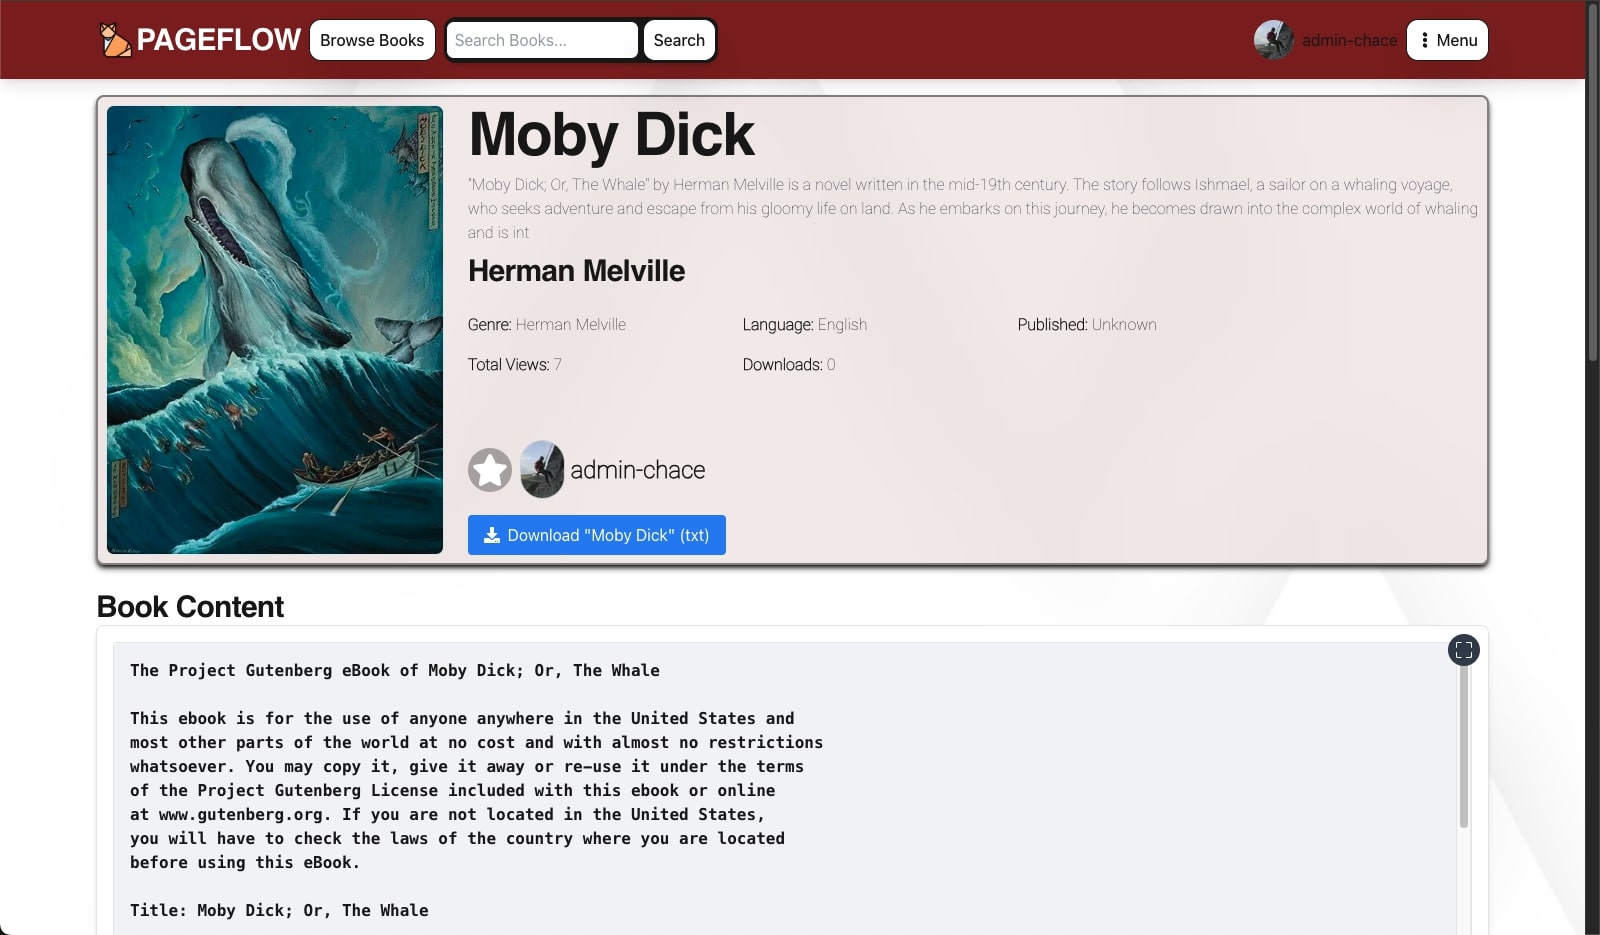 PAGEFLOW
Browse Books
Search Books...
Search
admin-chace
Menu
Moby Dick
"Moby Dick; Or, The Whale" by Herman Melville is a novel written in the mid-19th century. The story follows Ishmael, a sailor on a whaling voyage,
who seeks adventure and escape from his gloomy life on land. As he embarks on this journey, he becomes drawn into the complex world of whaling
and is int
Herman Melville
Genre: Herman Melville
Language: English
Published: Unknown
Total Views: 7
Downloads: 0
admin-chace
Download "Moby Dick" (txt)
Book Content
The Project Gutenberg eBook of Moby Dick; Or, The Whale
This ebook is for the use of anyone anywhere in the United States and
most other parts of the world at no cost and with almost no restrictions
whatsoever. You may copy it, give it away or re-use it under the terms
of the Project Gutenberg License included with this ebook or online
at www.gutenberg.org. If you are not located in the United States,
you will have to check the laws of the country where you are located
before using this eBook.
Title: Moby Dick; Or, The Whale